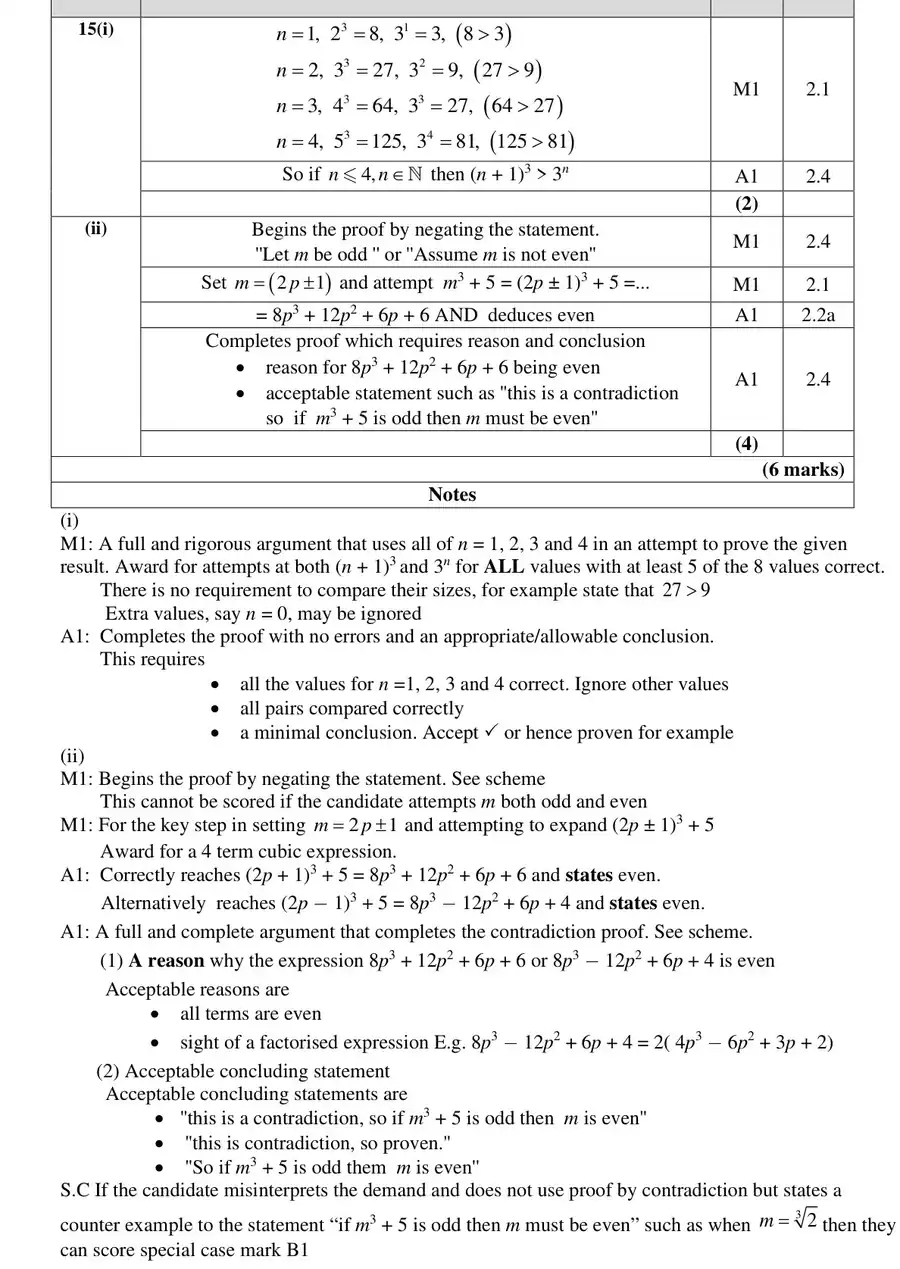 15(i)
n = 1, 2³ = 8, 3¹ = 3, (8 > 3)
n = 2, 3³ = 27, 3² = 9, (27 > 9)
n = 3, 4³ = 64, 3³ = 27, (64 > 27)
n = 4, 5³ = 125, 3⁴ = 81, (125 > 81)
M1 2.1
So if n ⩽ 4, n ∈ ℕ then (n + 1)³ > 3ⁿ A1 2.4
(2)
(ii)
Begins the proof by negating the statement.
"Let m be odd " or "Assume m is not even"
M1 2.4
Set m = (2p ±1) and attempt m³ + 5 = (2p ± 1)³ + 5 =... M1 2.1
= 8p³ + 12p² + 6p + 6 AND deduces even A1 2.2a
Completes proof which requires reason and conclusion
• reason for 8p³ + 12p² + 6p + 6 being even
• acceptable statement such as "this is a contradiction
so if m³ + 5 is odd then m must be even"
A1 2.4
(4)
(6 marks)
Notes
(i)
M1: A full and rigorous argument that uses all of n = 1, 2, 3 and 4 in an attempt to prove the given
result. Award for attempts at both (n + 1)³ and 3ⁿ for ALL values with at least 5 of the 8 values correct.
There is no requirement to compare their sizes, for example state that 27 > 9
Extra values, say n = 0, may be ignored
A1: Completes the proof with no errors and an appropriate/allowable conclusion.
This requires
• all the values for n =1, 2, 3 and 4 correct. Ignore other values
• all pairs compared correctly
• a minimal conclusion. Accept ✓ or hence proven for example
(ii)
M1: Begins the proof by negating the statement. See scheme
This cannot be scored if the candidate attempts m both odd and even
M1: For the key step in setting m = 2p ±1 and attempting to expand (2p ± 1)³ + 5
Award for a 4 term cubic expression.
A1: Correctly reaches (2p + 1)³ + 5 = 8p³ + 12p² + 6p + 6 and states even.
Alternatively reaches (2p − 1)³ + 5 = 8p³ − 12p² + 6p + 4 and states even.
A1: A full and complete argument that completes the contradiction proof. See scheme.
(1) A reason why the expression 8p³ + 12p² + 6p + 6 or 8p³ − 12p² + 6p + 4 is even
Acceptable reasons are
• all terms are even
• sight of a factorised expression E.g. 8p³ − 12p² + 6p + 4 = 2( 4p³ − 6p² + 3p + 2)
(2) Acceptable concluding statement
Acceptable concluding statements are
• "this is a contradiction, so if m³ + 5 is odd then m is even"
• "this is contradiction, so proven."
• "So if m³ + 5 is odd them m is even"
S.C If the candidate misinterprets the demand and does not use proof by contradiction but states a
counter example to the statement “if m³ + 5 is odd then m must be even” such as when m = ∛2 then they
can score special case mark B1